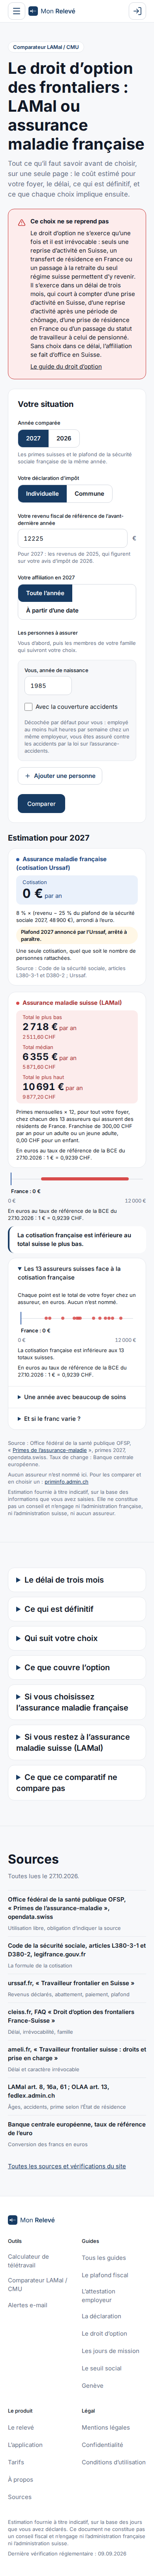 Mon Relevé
Comparateur LAMal / CMU
Le droit d'option
des frontaliers :
LAMal ou
assurance
maladie française
Tout ce qu'il faut savoir avant de choisir,
sur une seule page : le coût estimé pour
votre foyer, le délai, ce qui est définitif, et
ce que chaque choix implique ensuite.
Ce choix ne se reprend pas
Le droit d'option ne s'exerce qu'une
fois et il est irrévocable : seuls une
reprise d'activité en Suisse, un
transfert de résidence en France ou
un passage à la retraite du seul
régime suisse permettent d'y revenir.
Il s'exerce dans un délai de trois
mois, qui court à compter d'une prise
d'activité en Suisse, d'une reprise
d'activité après une période de
chômage, d'une prise de résidence
en France ou d'un passage du statut
de travailleur à celui de pensionné.
Sans choix dans ce délai, l'affiliation
se fait d'office en Suisse.
Le guide du droit d'option
Votre situation
Année comparée
2027 2026
Les primes suisses et le plafond de la sécurité
sociale française de la même année.
Votre déclaration d'impôt
Individuelle Commune
Votre revenu fiscal de référence de l'avant-
dernière année
12225 €
Pour 2027 : les revenus de 2025, qui figurent
sur votre avis d'impôt de 2026.
Votre affiliation en 2027
Toute l'année
À partir d'une date
Les personnes à assurer
Vous d'abord, puis les membres de votre famille
qui suivront votre choix.
Vous, année de naissance
1985
Avec la couverture accidents
Décochée par défaut pour vous : employé
au moins huit heures par semaine chez un
même employeur, vous êtes assuré contre
les accidents par la loi sur l'assurance-
accidents.
Ajouter une personne
Comparer
Estimation pour 2027
Assurance maladie française
(cotisation Urssaf)
Cotisation
0 € par an
8 % × (revenu − 25 % du plafond de la sécurité
sociale 2027, 48 900 €), arrondi à l'euro.
Plafond 2027 annoncé par l'Urssaf, arrêté à
paraître.
Une seule cotisation, quel que soit le nombre de
personnes rattachées.
Source : Code de la sécurité sociale, articles
L380-3-1 et D380-2 ; Urssaf.
Assurance maladie suisse (LAMal)
Total le plus bas
2 718 € par an
2 511,60 CHF
Total médian
6 355 € par an
5 871,60 CHF
Total le plus haut
10 691 € par an
9 877,20 CHF
Primes mensuelles × 12, par tout votre foyer,
chez chacun des 13 assureurs qui assurent des
résidents de France. Franchise de 300,00 CHF
par an pour un adulte ou un jeune adulte,
0,00 CHF pour un enfant.
En euros au taux de référence de la BCE du
27.10.2026 : 1 € = 0,9239 CHF.
France : 0 €
0 € 12 000 €
En euros au taux de référence de la BCE du
27.10.2026 : 1 € = 0,9239 CHF.
La cotisation française est inférieure au
total suisse le plus bas.
Les 13 assureurs suisses face à la
cotisation française
Chaque point est le total de votre foyer chez un
assureur, en euros. Aucun n'est nommé.
France : 0 €
0 € 12 000 €
La cotisation française est inférieure aux 13
totaux suisses.
En euros au taux de référence de la BCE du
27.10.2026 : 1 € = 0,9239 CHF.
Une année avec beaucoup de soins
Et si le franc varie ?
Source : Office fédéral de la santé publique OFSP,
« Primes de l'assurance-maladie », primes 2027,
opendata.swiss. Taux de change : Banque centrale
européenne.
Aucun assureur n'est nommé ici. Pour les comparer et
en choisir un : priminfo.admin.ch
Estimation fournie à titre indicatif, sur la base des
informations que vous avez saisies. Elle ne constitue
pas un conseil et n'engage ni l'administration française,
ni l'administration suisse, ni aucun assureur.
Le délai de trois mois
Ce qui est définitif
Qui suit votre choix
Ce que couvre l'option
Si vous choisissez
l'assurance maladie française
Si vous restez à l'assurance
maladie suisse (LAMal)
Ce que ce comparatif ne
compare pas
Sources
Toutes lues le 27.10.2026.
Office fédéral de la santé publique OFSP,
« Primes de l'assurance-maladie »,
opendata.swiss
Utilisation libre, obligation d'indiquer la source
Code de la sécurité sociale, articles L380-3-1 et
D380-2, legifrance.gouv.fr
La formule de la cotisation
urssaf.fr, « Travailleur frontalier en Suisse »
Revenus déclarés, abattement, paiement, plafond
cleiss.fr, FAQ « Droit d'option des frontaliers
France-Suisse »
Délai, irrévocabilité, famille
ameli.fr, « Travailleur frontalier suisse : droits et
prise en charge »
Délai et caractère irrévocable
LAMal art. 8, 16a, 61 ; OLAA art. 13,
fedlex.admin.ch
Âges, accidents, prime selon l'État de résidence
Banque centrale européenne, taux de référence
de l'euro
Conversion des francs en euros
Toutes les sources et vérifications du site
Mon Relevé
Outils
Calculateur de
télétravail
Comparateur LAMal /
CMU
Alertes e-mail
Guides
Tous les guides
Le plafond fiscal
L'attestation
employeur
La déclaration
Le droit d'option
Les jours de mission
Le seuil social
Genève
Le produit
Le relevé
L'application
Tarifs
À propos
Sources
Légal
Mentions légales
Confidentialité
Conditions d'utilisation
Estimation fournie à titre indicatif, sur la base des jours
que vous avez déclarés. Ce document ne constitue pas
un conseil fiscal et n'engage ni l'administration française
ni l'administration suisse.
Dernière vérification réglementaire : 09.09.2026